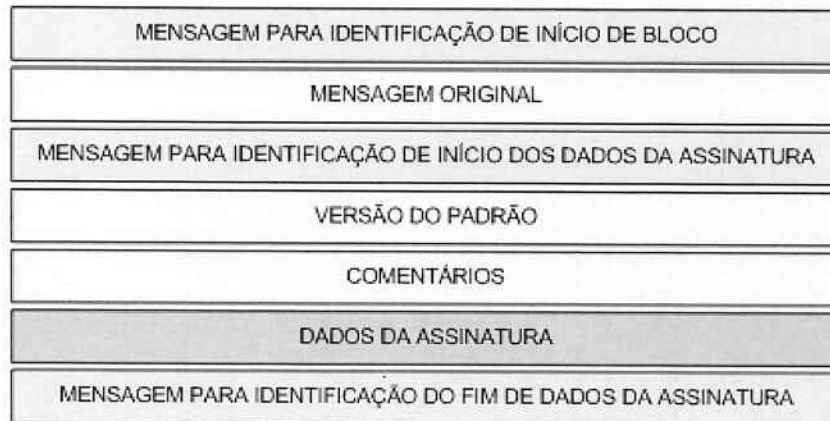 MENSAGEM PARA IDENTIFICAÇÃO DE INÍCIO DE BLOCO
MENSAGEM ORIGINAL
MENSAGEM PARA IDENTIFICAÇÃO DE INÍCIO DOS DADOS DA ASSINATURA
VERSÃO DO PADRÃO
COMENTÁRIOS
DADOS DA ASSINATURA
MENSAGEM PARA IDENTIFICAÇÃO DO FIM DE DADOS DA ASSINATURA